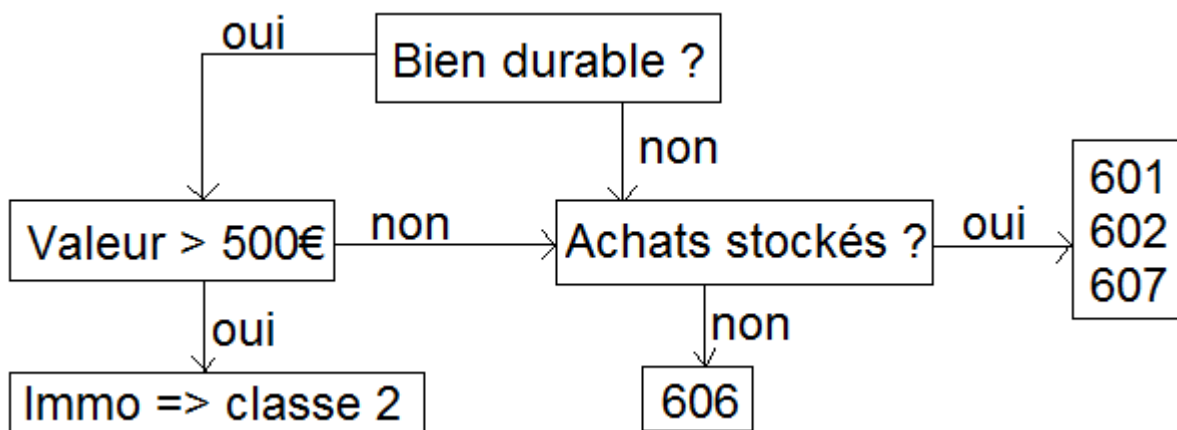 oui
Bien durable ?
non
601
602
607
Valeur > 500€
non
Achats stockés ?
oui
oui
non
Immo => classe 2
606